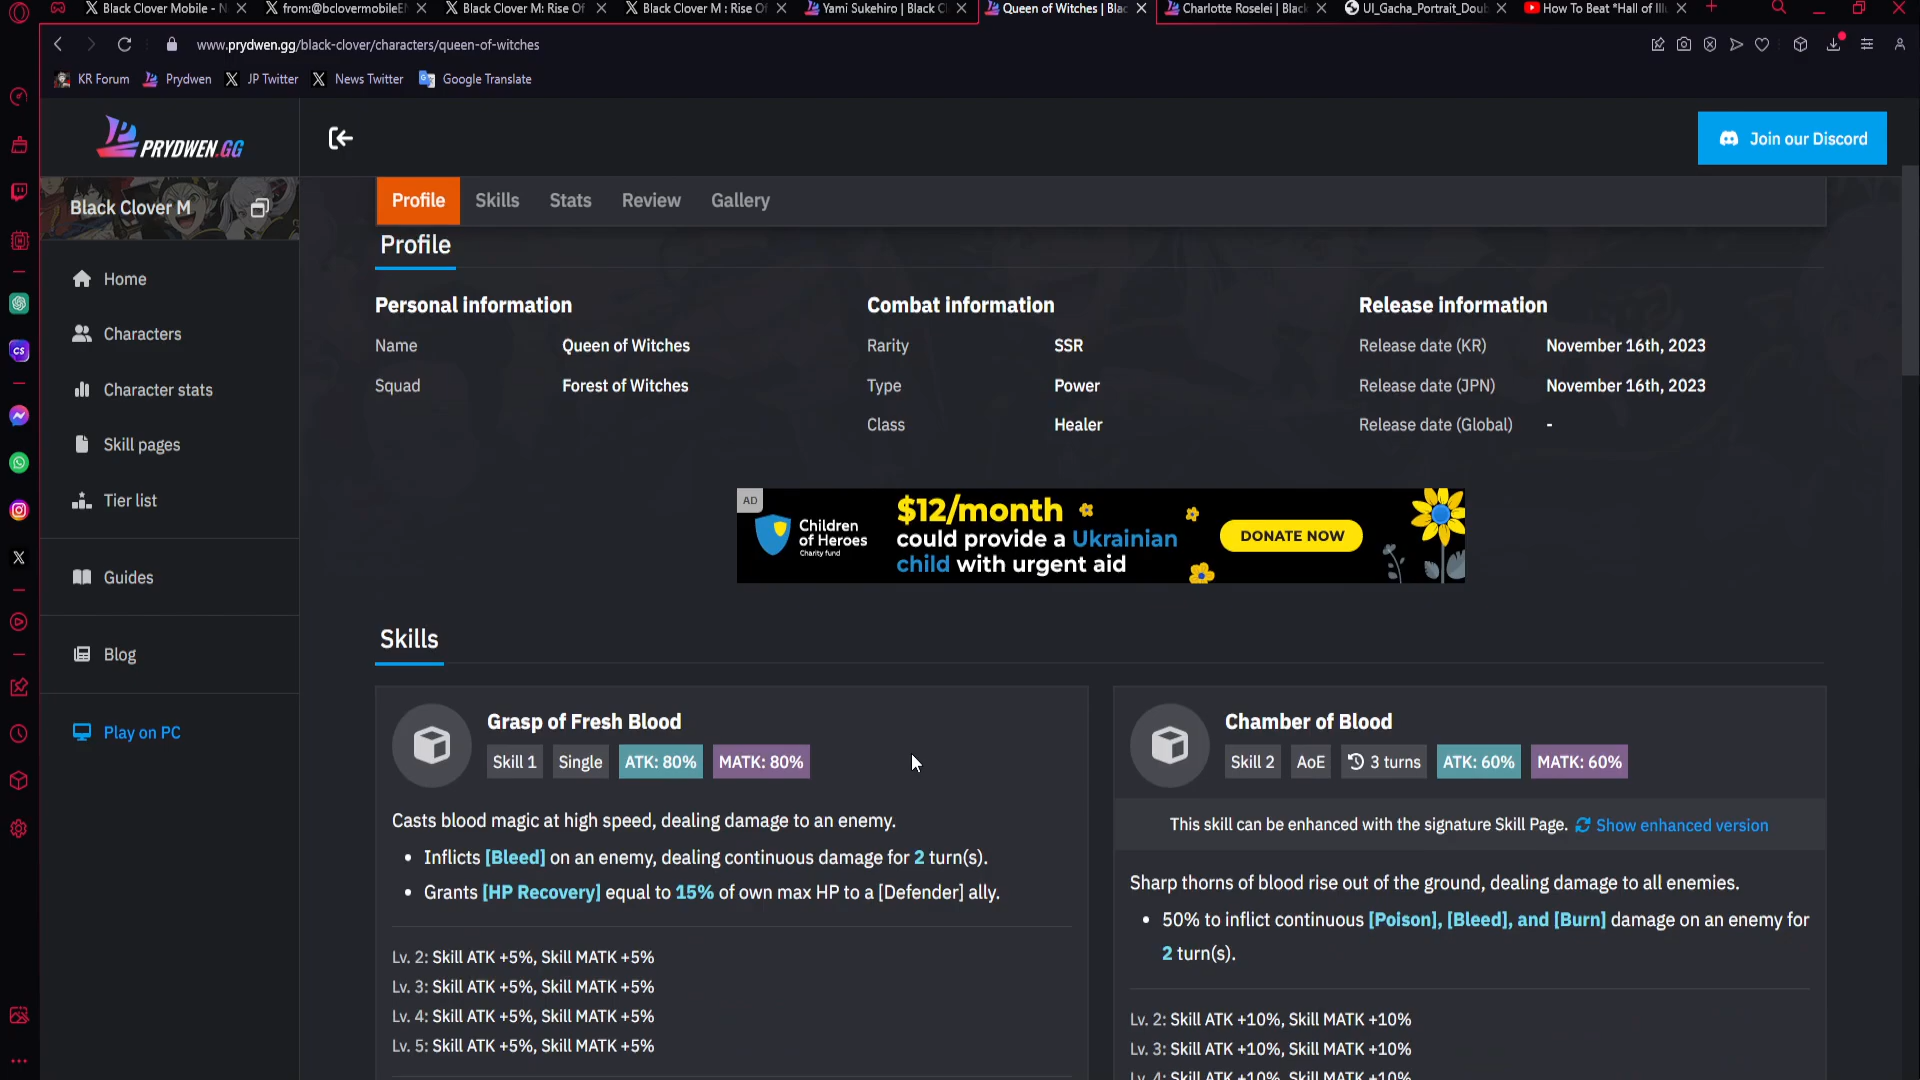 Black Clover Mobile - N
from:@bclovermobileE
Black Clover M: Rise Of
Black Clover M : Rise Of
Yami Sukehiro | Black C
Queen of Witches | Blac
Charlotte Roselei | Black
UI_Gacha_Portrait_Dou
How To Beat *Hall of Ill
www.prydwen.gg/black-clover/characters/queen-of-witches
KR Forum
Prydwen
JP Twitter
News Twitter
Google Translate
PRYDWEN.GG
Join our Discord
Black Clover M
Profile
Skills
Stats
Review
Gallery
Home
Characters
Character stats
Skill pages
Tier list
Guides
Blog
Play on PC
CS
Profile
Personal information
Name Queen of Witches
Squad Forest of Witches
Combat information
Rarity SSR
Type Power
Class Healer
Release information
Release date (KR) November 16th, 2023
Release date (JPN) November 16th, 2023
Release date (Global) -
AD
Children
of Heroes
Charity fund
$12/month
could provide a Ukrainian
child with urgent aid
DONATE NOW
Skills
Grasp of Fresh Blood
Skill 1 Single ATK: 80% MATK: 80%
Casts blood magic at high speed, dealing damage to an enemy.
• Inflicts [Bleed] on an enemy, dealing continuous damage for 2 turn(s).
• Grants [HP Recovery] equal to 15% of own max HP to a [Defender] ally.
Lv. 2: Skill ATK +5%, Skill MATK +5%
Lv. 3: Skill ATK +5%, Skill MATK +5%
Lv. 4: Skill ATK +5%, Skill MATK +5%
Lv. 5: Skill ATK +5%, Skill MATK +5%
Chamber of Blood
Skill 2 AoE 3 turns ATK: 60% MATK: 60%
This skill can be enhanced with the signature Skill Page. Show enhanced version
Sharp thorns of blood rise out of the ground, dealing damage to all enemies.
• 50% to inflict continuous [Poison], [Bleed], and [Burn] damage on an enemy for
2 turn(s).
Lv. 2: Skill ATK +10%, Skill MATK +10%
Lv. 3: Skill ATK +10%, Skill MATK +10%
Lv. 4: Skill ATK +10%, Skill MATK +10%